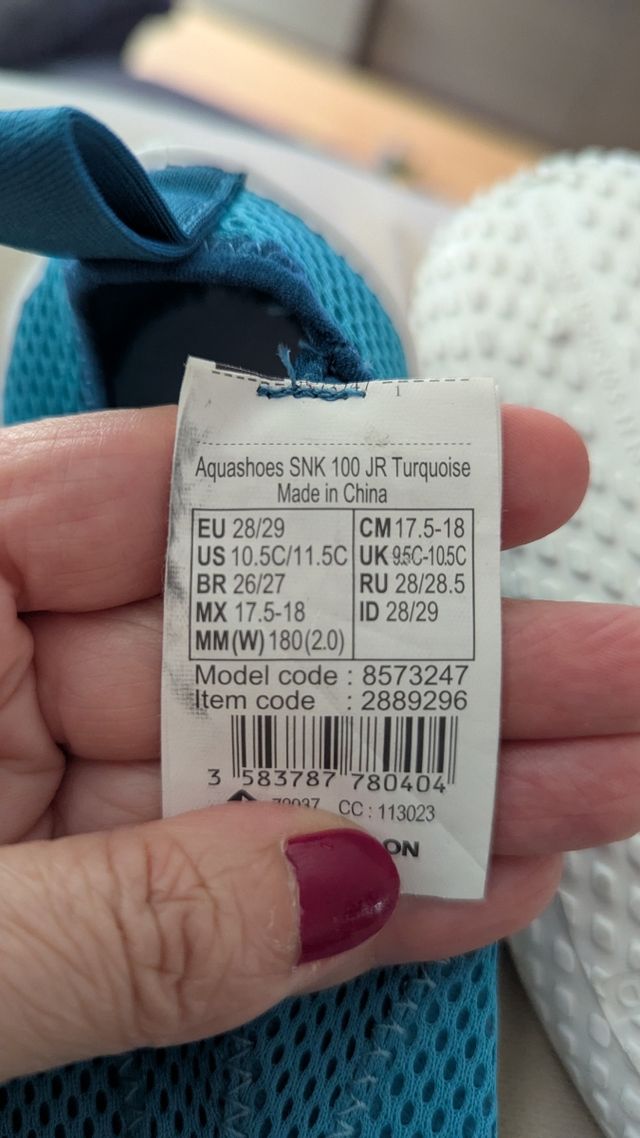 Aquashoes SNK 100 JR Turquoise
Made in China
EU 28/29 CM 17.5-18
US 10.5C/11.5C UK 9.5C-10.5C
BR 26/27 RU 28/28.5
MX 17.5-18 ID 28/29
MM(W) 180(2.0)
Model code : 8573247
Item code : 2889296
3 583787 780404
CC : 113023